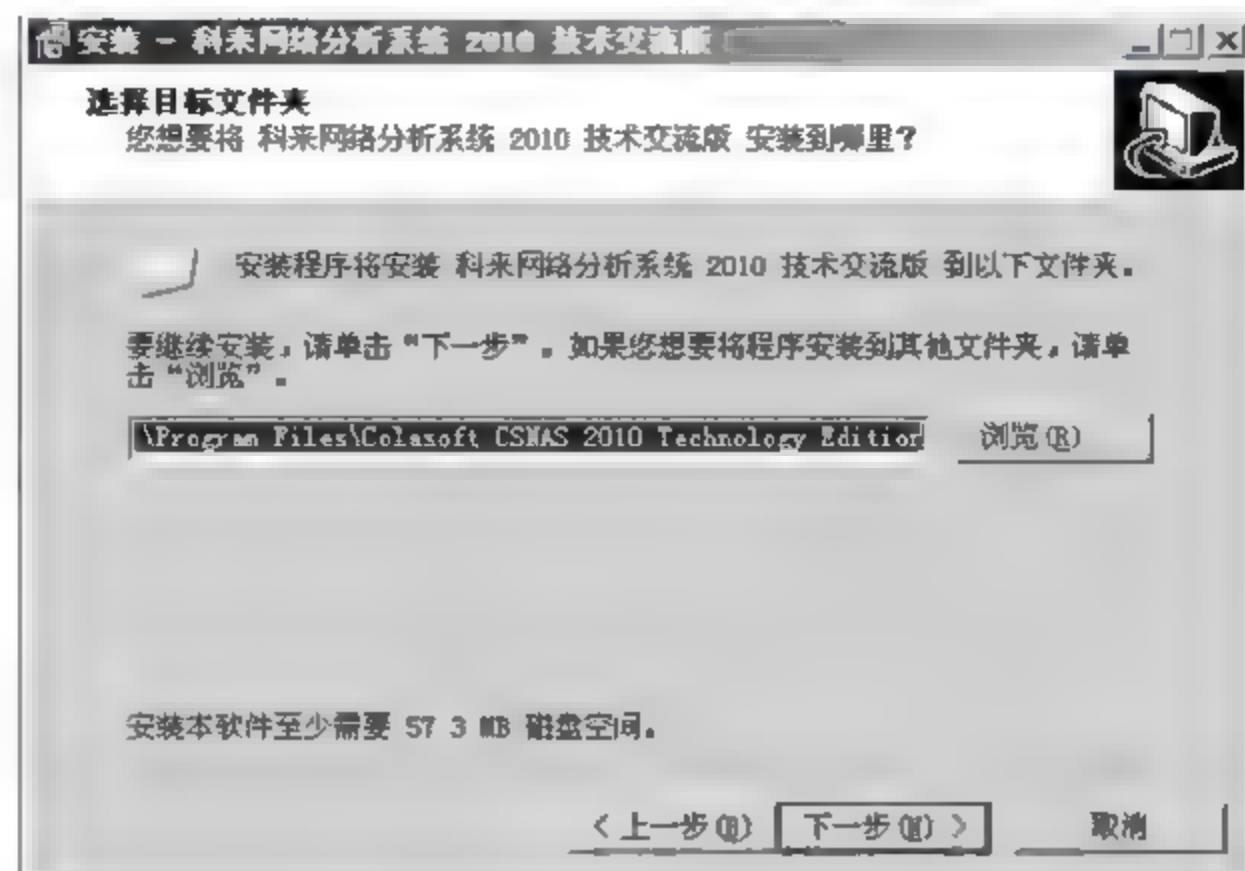 安装 - 科来网络分析系统 2010 技术交流版
选择目标文件夹
您想要将 科来网络分析系统 2010 技术交流版 安装到哪里？
安装程序将安装 科来网络分析系统 2010 技术交流版 到以下文件夹。
要继续安装，请单击“下一步”。如果您想要将程序安装到其他文件夹，请单
击“浏览”。
\Program Files\Colasoft CSNAS 2010 Technology Edition
浏览(R)
安装本软件至少需要 57 3 MB 磁盘空间。
< 上一步(B)
下一步(N) >
取消